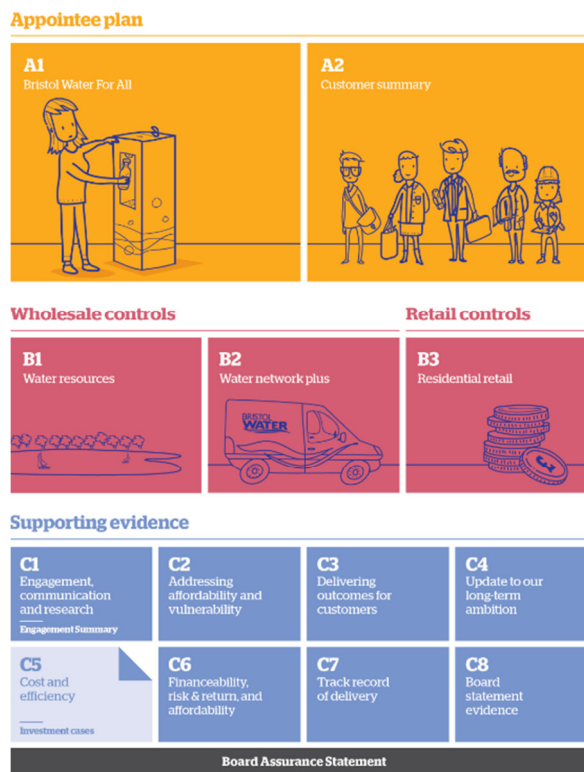 Appointee plan
A1
Bristol Water For All
A2
Customer summary
Wholesale controls
Retail controls
B1
Water resources
B2
Water network plus
BRISTOL
WATER
B3
Residential retail
Supporting evidence
C1
Engagement,
communication
and research
Engagement Summary
C2
Addressing
affordability and
vulnerability
C3
Delivering
outcomes for
customers
C4
Update to our
long-term
ambition
C5
Cost and
efficiency
Investment cases
C6
Financeability,
risk & return, and
affordability
C7
Track record
of delivery
C8
Board
statement
evidence
Board Assurance Statement